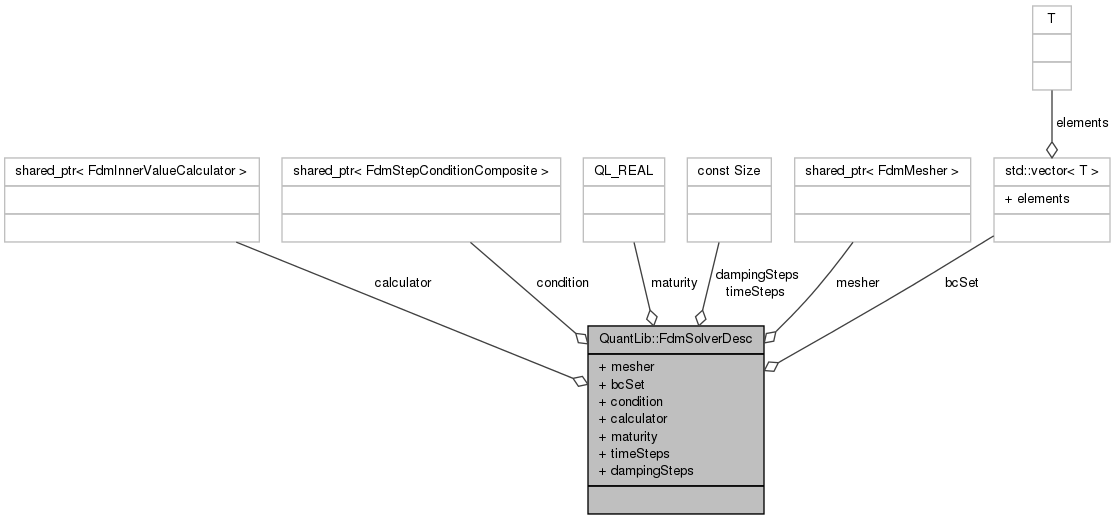 T
elements
shared_ptr< FdmInnerValueCalculator >
shared_ptr< FdmStepConditionComposite >
QL_REAL
const Size
shared_ptr< FdmMesher >
std::vector< T >
+ elements
calculator
condition
maturity
dampingSteps
timeSteps
mesher
bcSet
QuantLib::FdmSolverDesc
+ mesher
+ bcSet
+ condition
+ calculator
+ maturity
+ timeSteps
+ dampingSteps